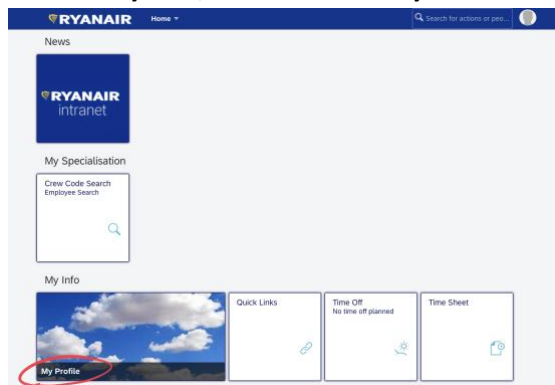 RYANAIR
Home
Search for actions or peo...
News
RYANAIR
intranet
My Specialisation
Crew Code Search
Employee Search
My Info
My Profile
Quick Links
Time Off
No time off planned
Time Sheet